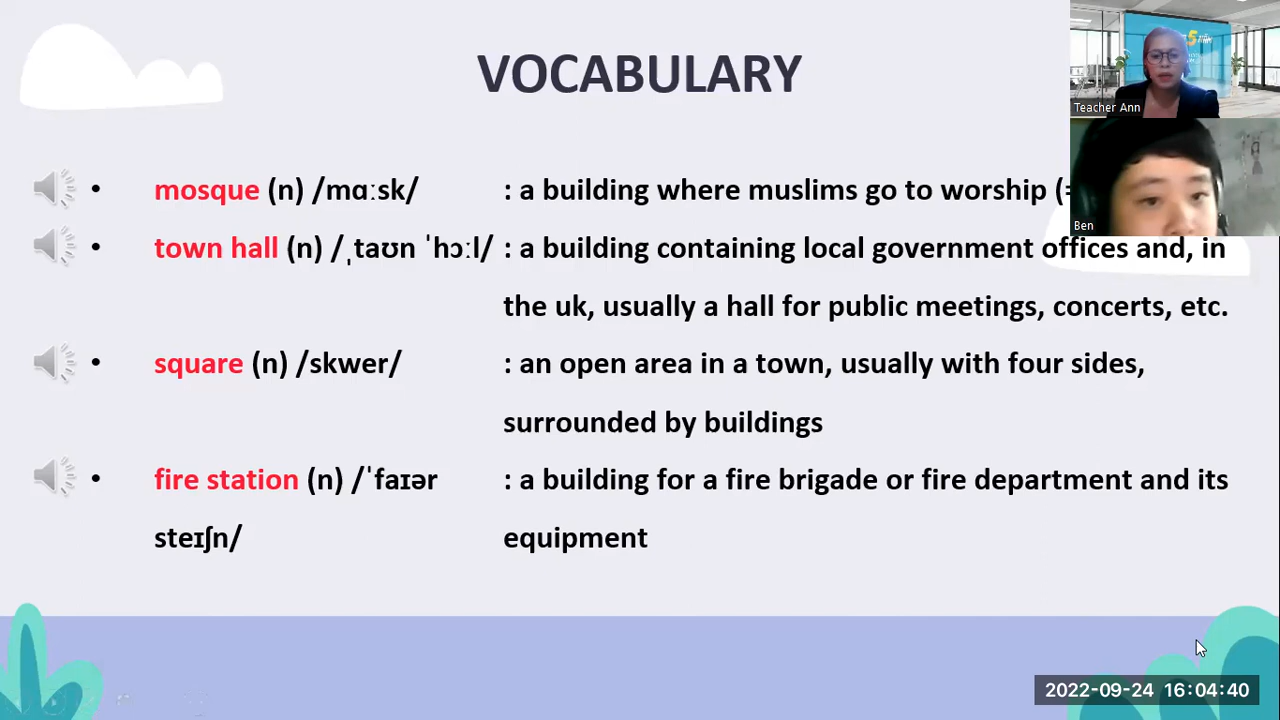 VOCABULARY
Teacher Ann
Ben
• mosque (n) /mɑːsk/ : a building where muslims go to worship (
• town hall (n) /ˌtaʊn ˈhɔːl/ : a building containing local government offices and, in
the uk, usually a hall for public meetings, concerts, etc.
• square (n) /skwer/ : an open area in a town, usually with four sides,
surrounded by buildings
• fire station (n) /ˈfaɪər : a building for a fire brigade or fire department and its
steɪʃn/ equipment
2022-09-24 16:04:40